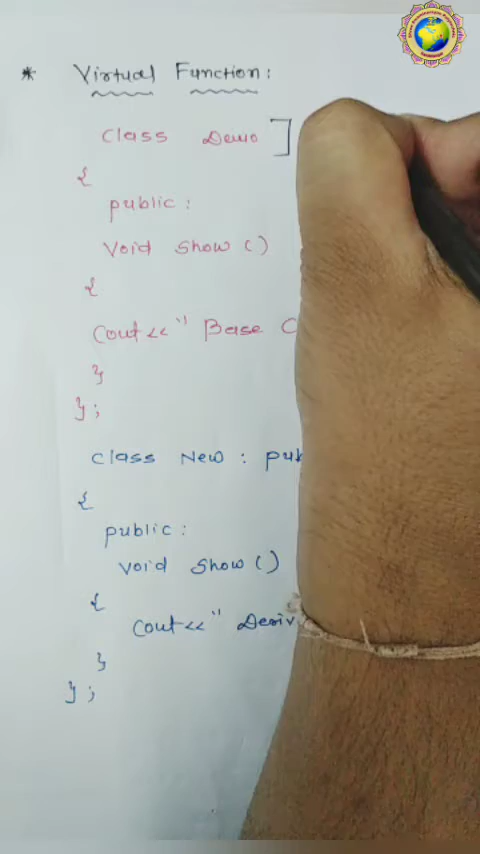 * Virtual Function:
class Demo ]
{
public:
void show ()
{
cout<<" Base C
}
};
class New : pub
{
public:
void show ()
{
cout<<" Deriv
}
};